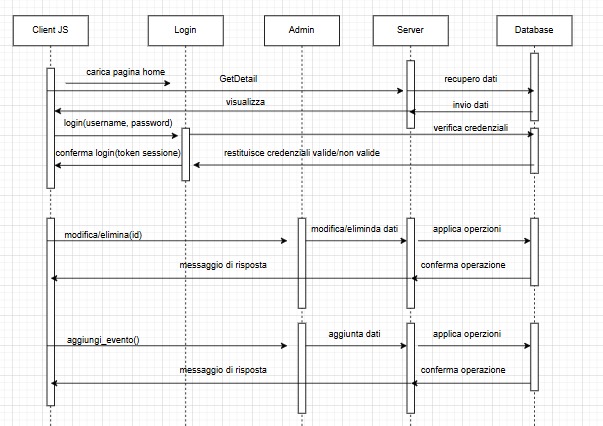 Client JS
Login
Admin
Server
Database
carica pagina home
GetDetail
recupero dati
visualizza
invio dati
login(username, password)
verifica credenziali
conferma login(token sessione)
restituisce credenziali valide/non valide
modifica/elimina(id)
modifica/eliminda dati
applica operzioni
messaggio di risposta
conferma operazione
aggiungi_evento()
aggiunta dati
applica operzioni
messaggio di risposta
conferma operazione